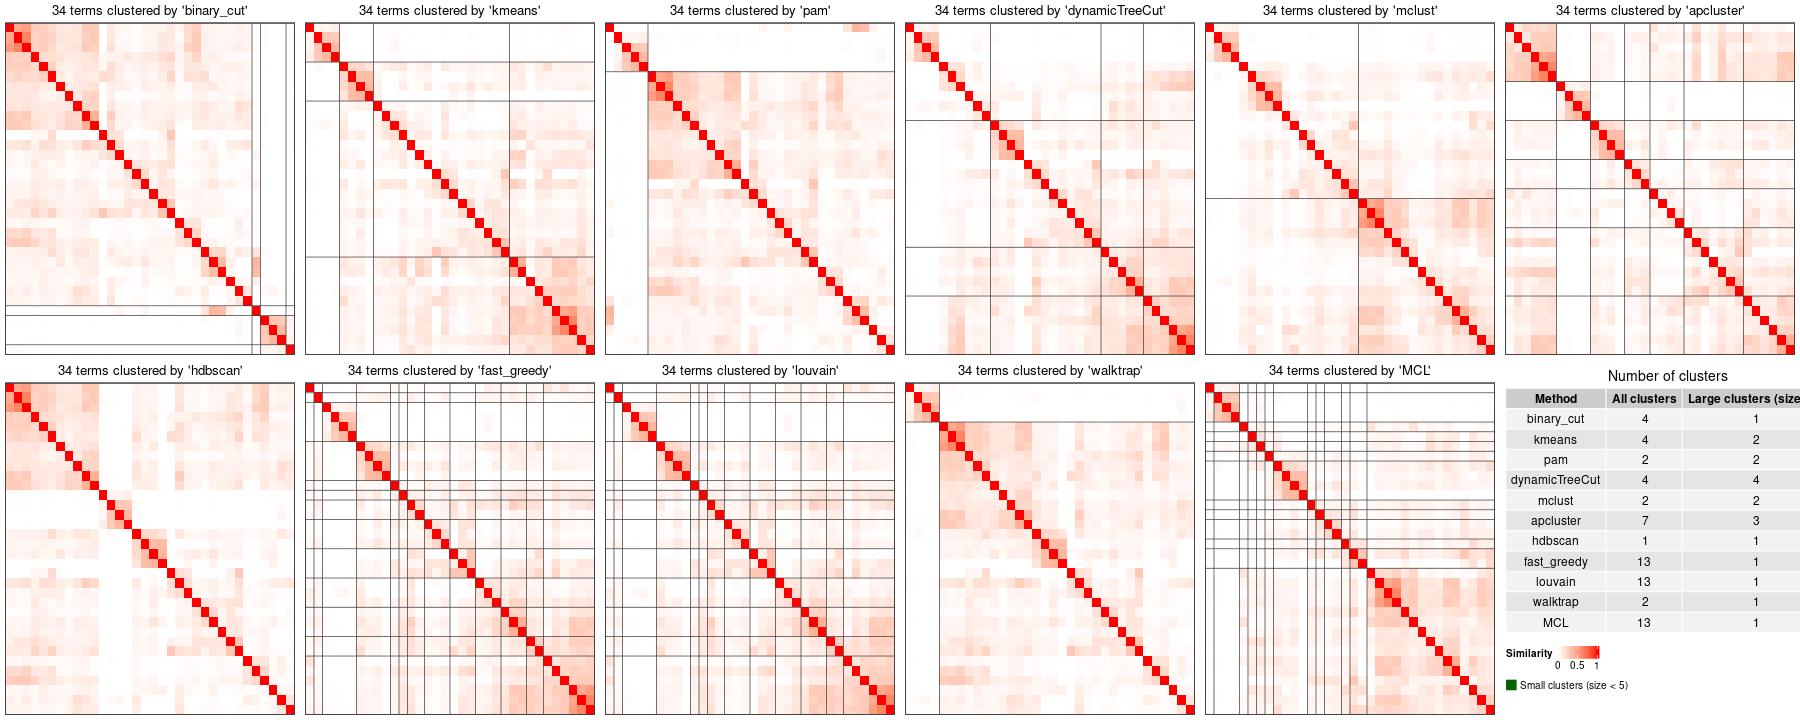 34 terms clustered by 'binary_cut'
34 terms clustered by 'kmeans'
34 terms clustered by 'pam'
34 terms clustered by 'dynamicTreeCut'
34 terms clustered by 'mclust'
34 terms clustered by 'apcluster'
34 terms clustered by 'hdbscan'
34 terms clustered by 'fast_greedy'
34 terms clustered by 'louvain'
34 terms clustered by 'walktrap'
34 terms clustered by 'MCL'
Number of clusters
Method All clusters Large clusters (size
binary_cut 4 1
kmeans 4 2
pam 2 2
dynamicTreeCut 4 4
mclust 2 2
apcluster 7 3
hdbscan 1 1
fast_greedy 13 1
louvain 13 1
walktrap 2 1
MCL 13 1
Similarity
0 0.5 1
Small clusters (size < 5)